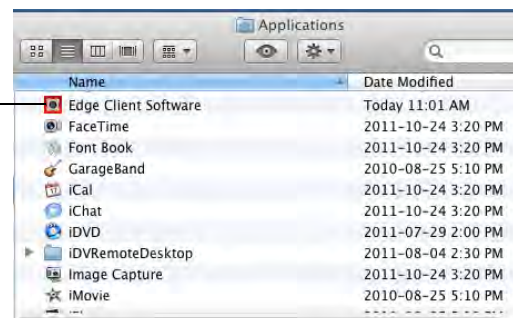 Applications
Name Date Modified
Edge Client Software Today 11:01 AM
FaceTime 2011-10-24 3:20 PM
Font Book 2011-10-24 3:20 PM
GarageBand 2010-08-25 5:10 PM
iCal 2011-10-24 3:20 PM
iChat 2011-10-24 3:20 PM
iDVD 2011-07-29 2:00 PM
iDVRemoteDesktop 2011-08-04 2:30 PM
Image Capture 2011-10-24 3:20 PM
iMovie 2010-08-25 5:10 PM